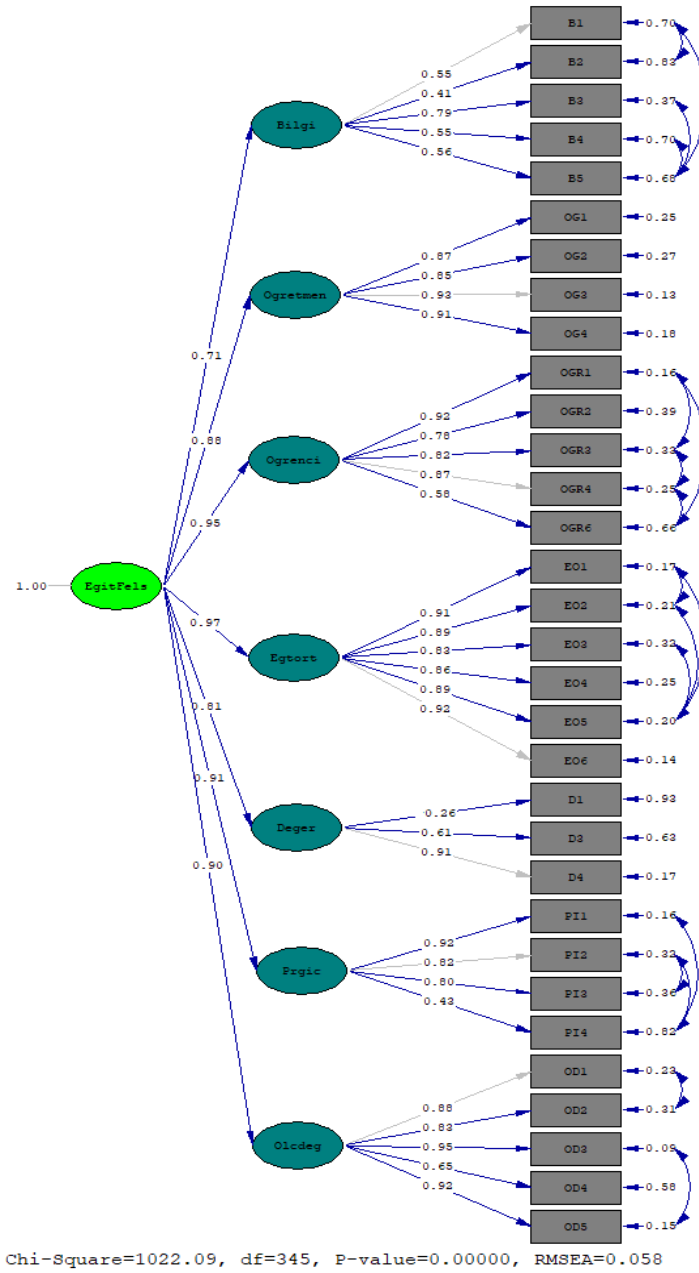 B1 0.70
B2 0.83
B3 0.37
B4 0.70
B5 0.68
0.55
0.41
0.79
0.55
0.56
Bilgi
OG1 0.25
OG2 0.27
OG3 0.13
OG4 0.18
0.87
0.85
0.93
0.91
Ogretmen
OGR1 0.16
OGR2 0.39
OGR3 0.33
OGR4 0.25
OGR6 0.66
0.92
0.78
0.82
0.87
0.58
Ogrenci
0.71
0.88
0.95
1.00 EgitFels
0.97
0.81
0.91
0.90
EO1 0.17
EO2 0.21
EO3 0.32
EO4 0.25
EO5 0.20
EO6 0.14
0.91
0.89
0.83
0.86
0.89
0.92
Egtort
D1 0.93
D3 0.63
D4 0.17
0.26
0.61
0.91
Deger
PI1 0.16
PI2 0.32
PI3 0.36
PI4 0.82
0.92
0.82
0.80
0.43
Prgic
OD1 0.23
OD2 0.31
OD3 0.09
OD4 0.58
OD5 0.15
0.88
0.83
0.95
0.65
0.92
Olcdeg
Chi-Square=1022.09, df=345, P-value=0.00000, RMSEA=0.058